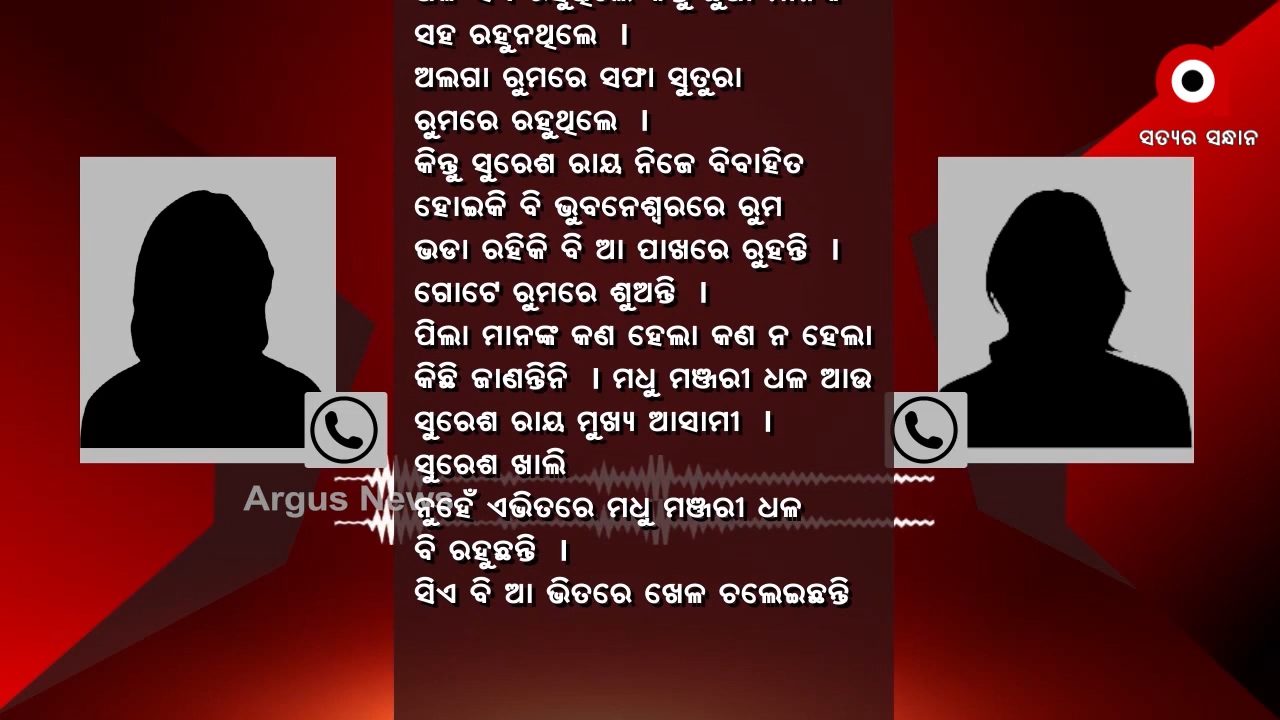 ସହ ରହୁନଥିଲେ ।
ଅଲଗା ରୁମରେ ସଫା ସୁତୁରା
ରୁମରେ ରହୁଥିଲେ ।
କିନ୍ତୁ ସୁରେଶ ରାୟ ନିଜେ ବିବାହିତ
ହୋଇକି ବି ଭୁବନେଶ୍ୱରରେ ରୁମ
ଭଡା ରହିକି ବି ଆ ପାଖରେ ରୁହନ୍ତି ।
ଗୋଟେ ରୁମରେ ଶୁଅନ୍ତି ।
ପିଲା ମାନଙ୍କ କଣ ହେଲା କଣ ନ ହେଲା
କିଛି ଜାଣନ୍ତିନି । ମଧୁ ମଞ୍ଜରୀ ଧଳ ଆଉ
ସୁରେଶ ରାୟ ମୁଖ୍ୟ ଆସାମୀ ।
ସୁରେଶ ଖାଲି
ନୁହେଁ ଏଭିତରେ ମଧୁ ମଞ୍ଜରୀ ଧଳ
ବି ରହୁଛନ୍ତି ।
ସିଏ ବି ଆ ଭିତରେ ଖେଳ ଚଲେଇଛନ୍ତି
ସତ୍ୟର ସନ୍ଧାନ
Argus News